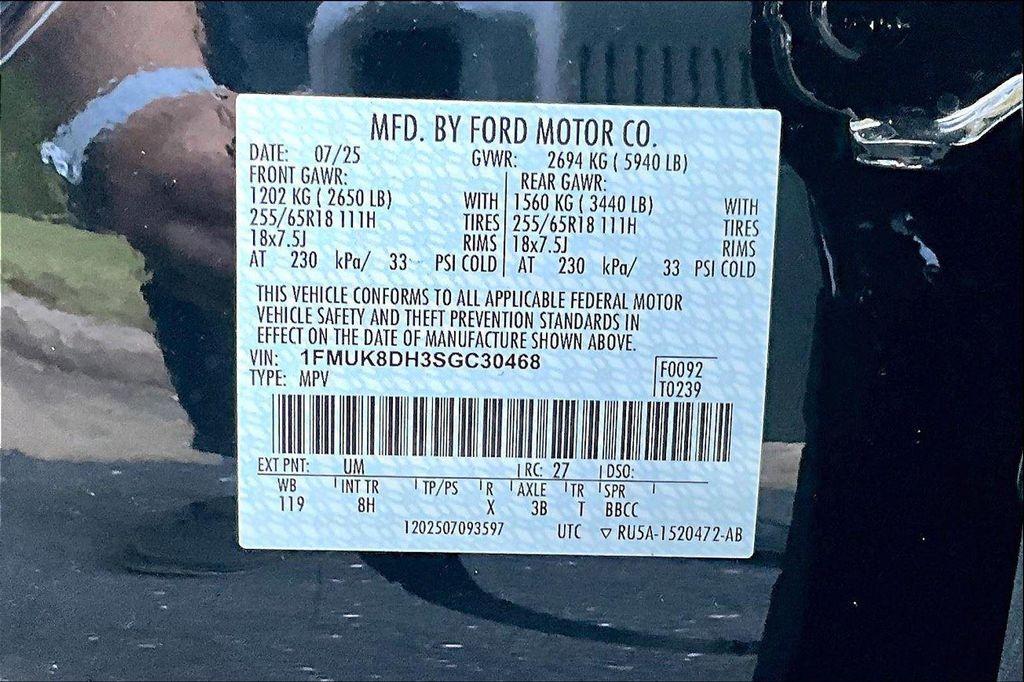 MFD. BY FORD MOTOR CO.
DATE: 07/25 GVWR: 2694 KG ( 5940 LB)
FRONT GAWR: REAR GAWR:
1202 KG ( 2650 LB) WITH 1560 KG ( 3440 LB) WITH
255/65R18 111H TIRES 255/65R18 111H TIRES
18x7.5J RIMS 18x7.5J RIMS
AT 230 kPa/ 33 PSI COLD AT 230 kPa/ 33 PSI COLD
THIS VEHICLE CONFORMS TO ALL APPLICABLE FEDERAL MOTOR
VEHICLE SAFETY AND THEFT PREVENTION STANDARDS IN
EFFECT ON THE DATE OF MANUFACTURE SHOWN ABOVE.
VIN: 1FMUK8DH3SGC30468 F0092
TYPE: MPV T0239
EXT PNT: UM RC: 27 DSO:
WB INT TR TP/PS R AXLE TR SPR
119 8H X 3B T BBCC
1202507093597 UTC ▽ RU5A-1520472-AB